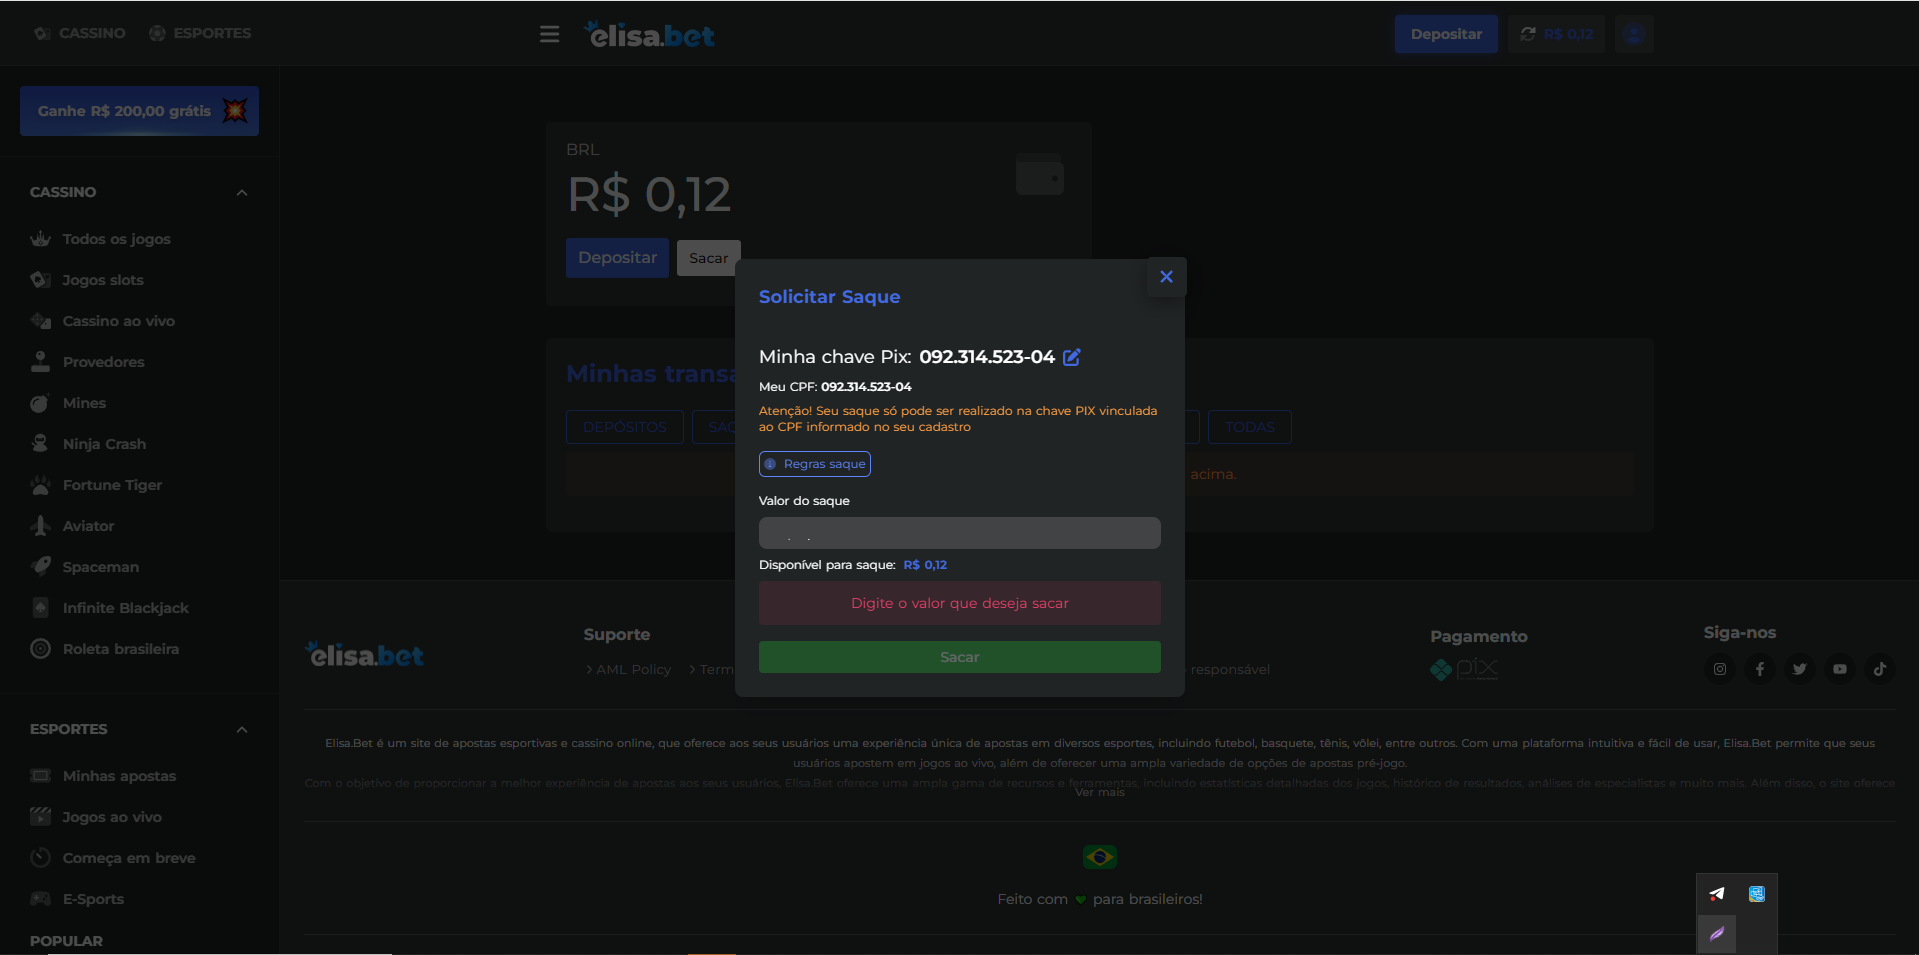 CASSINO
ESPORTES
elisa.bet
Depositar
R$ 0,12
Ganhe R$ 200,00 grátis
CASSINO
Todos os jogos
Jogos slots
Cassino ao vivo
Provedores
Mines
Ninja Crash
Fortune Tiger
Aviator
Spaceman
Infinite Blackjack
Roleta brasileira
ESPORTES
Minhas apostas
Jogos ao vivo
Começa em breve
E-Sports
POPULAR
BRL
R$ 0,12
Depositar
Sacar
Minhas transa
DEPÓSITOS
SAQ
TODAS
acima.
Solicitar Saque
Minha chave Pix: 092.314.523-04
Meu CPF: 092.314.523-04
Atenção! Seu saque só pode ser realizado na chave PIX vinculada
ao CPF informado no seu cadastro
Regras saque
Valor do saque
. .
Disponível para saque: R$ 0,12
Digite o valor que deseja sacar
Sacar
elisa.bet
Suporte
AML Policy
Term
responsável
Pagamento
pix
Siga-nos
Elisa.Bet é um site de apostas esportivas e cassino online, que oferece aos seus usuários uma experiência única de apostas em diversos esportes, incluindo futebol, basquete, tênis, vôlei, entre outros. Com uma plataforma intuitiva e fácil de usar, Elisa.Bet permite que seus
usuários apostem em jogos ao vivo, além de oferecer uma ampla variedade de opções de apostas pré-jogo.
Com o objetivo de proporcionar a melhor experiência de apostas aos seus usuários, Elisa.Bet oferece uma ampla gama de recursos e ferramentas, incluindo estatísticas detalhadas dos jogos, histórico de resultados, análises de especialistas e muito mais. Além disso, o site oferece
Ver mais
Feito com para brasileiros!